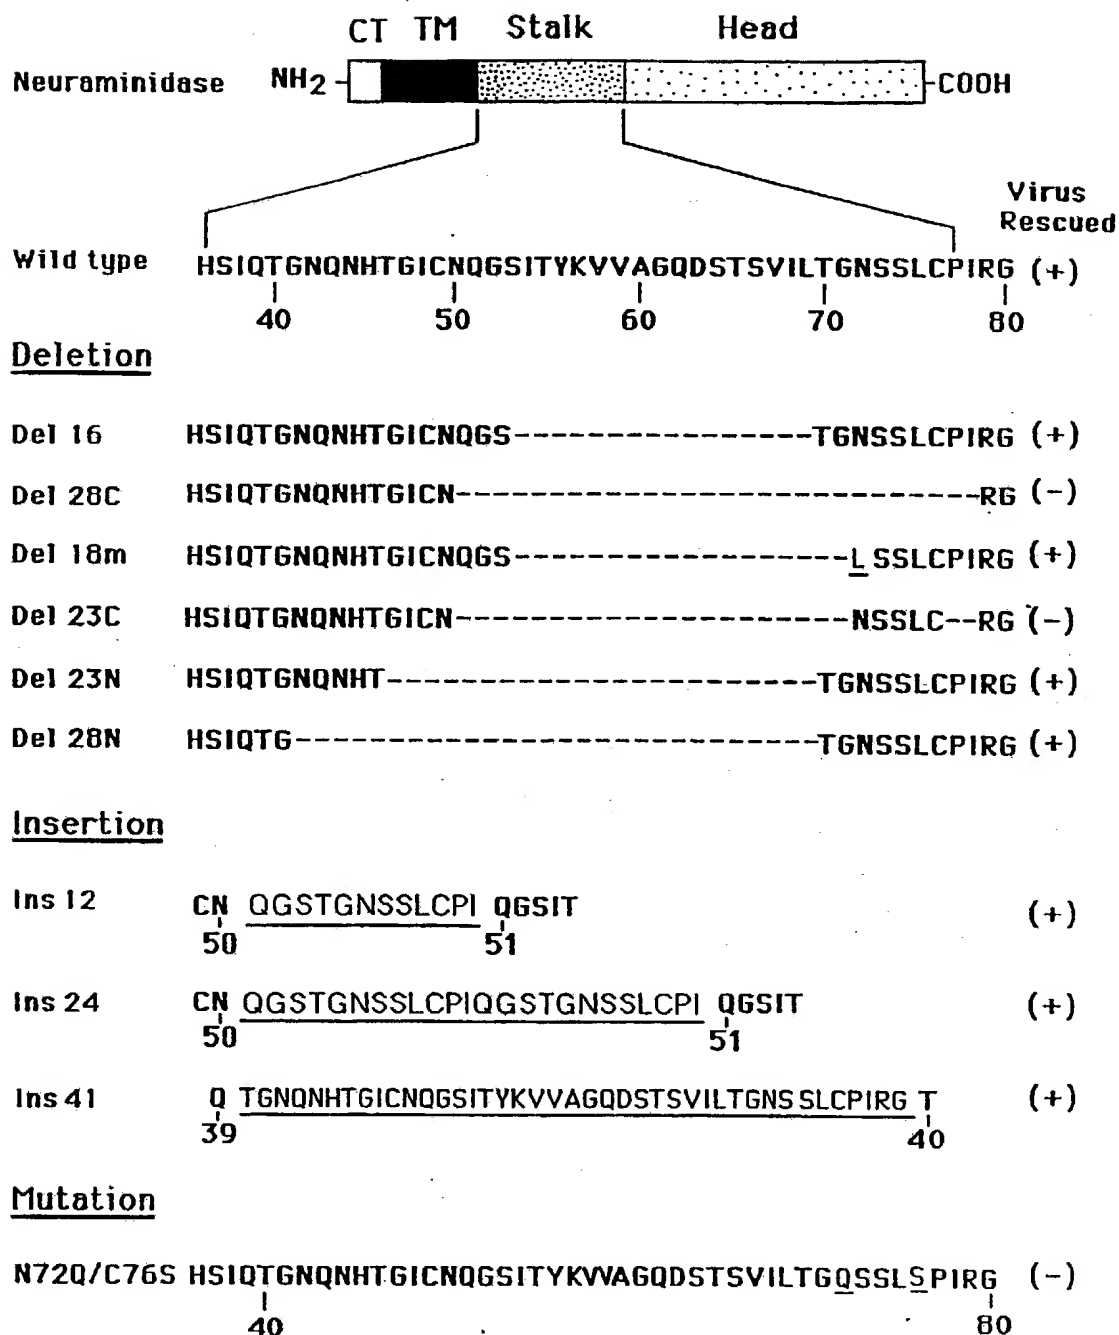 CT TM Stalk Head
Neuraminidase NH2 COOH
Virus
Rescued
Wild type HSIQTGNQNHTGICNQGSITYKVVAGQDSTSVILTGNSSLCPIRG (+)
40 50 60 70 80
Deletion
Del 16 HSIQTGNQNHTGICNQGS----------------TGNSSLCPIRG (+)
Del 28C HSIQTGNQNHTGICN----------------------------RG (-)
Del 18m HSIQTGNQNHTGICNQGS------------------L SSLCPIRG (+)
Del 23C HSIQTGNQNHTGICN---------------------NSSLC--RG (-)
Del 23N HSIQTGNQNHT-----------------------TGNSSLCPIRG (+)
Del 28N HSIQTG----------------------------TGNSSLCPIRG (+)
Insertion
Ins 12 CN QGSTGNSSLCPI QGSIT (+)
50 51
Ins 24 CN QGSTGNSSLCPIQGSTGNSSLCPI QGSIT (+)
50 51
Ins 41 Q TGNQNHTGICNQGSITYKVVAGQDSTSVILTGNSSLCPIRG T (+)
39 40
Mutation
N72Q/C76S HSIQTGNQNHTGICNQGSITYKVVAGQDSTSVILTGQSSLSPIRG (-)
40 80